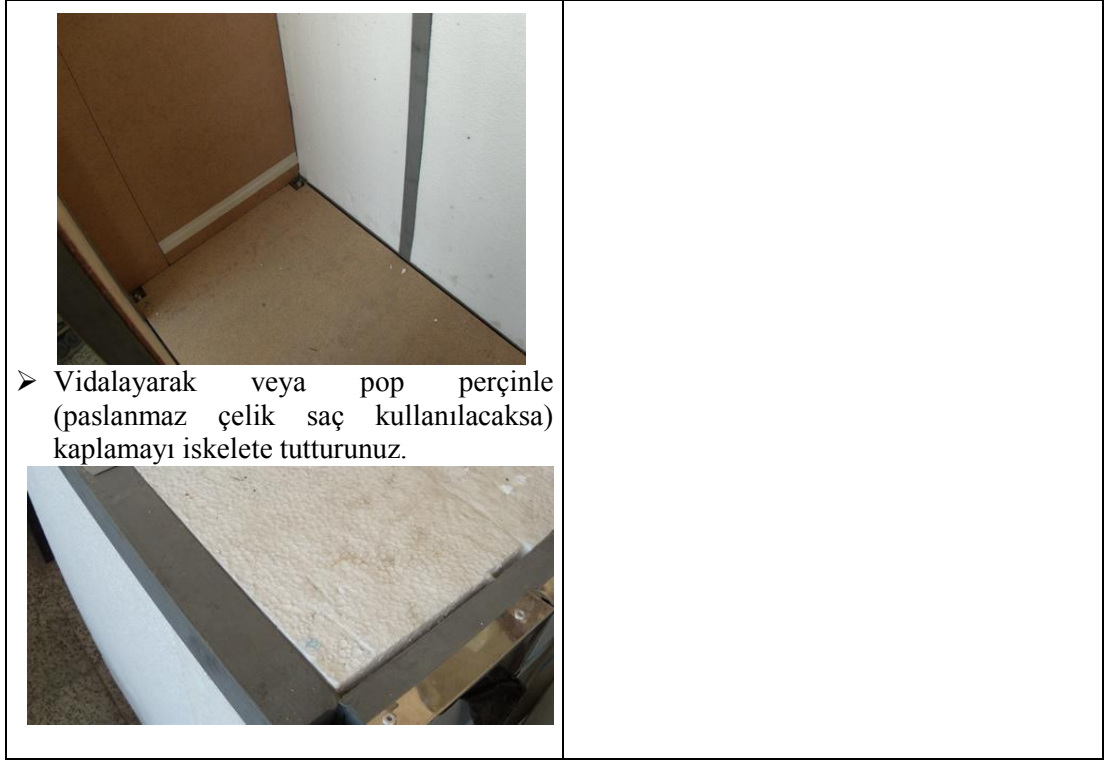 ➢ Vidalayarak veya pop perçinle
(paslanmaz çelik saç kullanılacaksa)
kaplamayı iskelete tutturunuz.